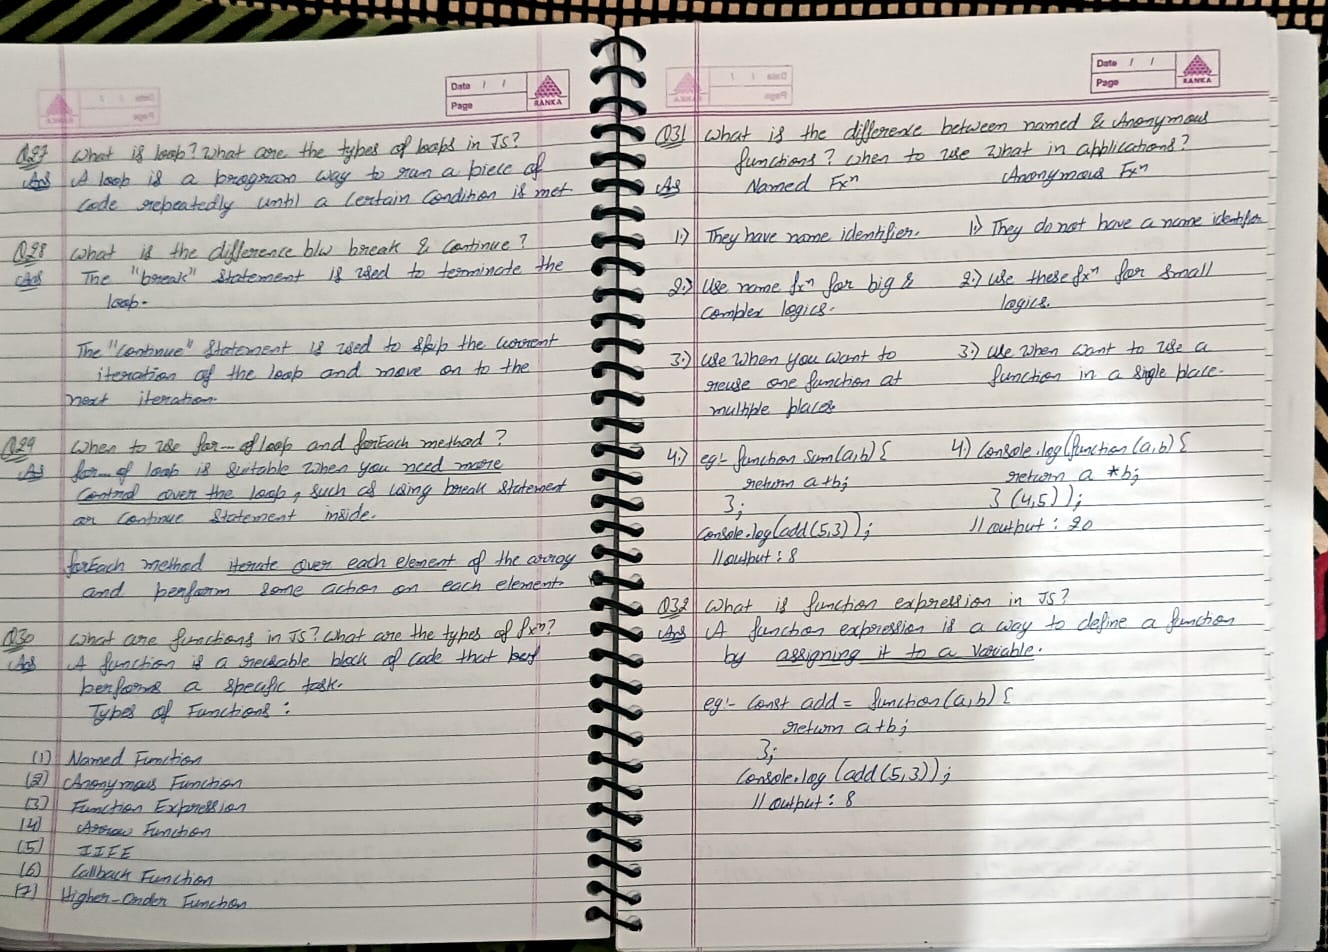 Date / /
Page
RANKA
Q27 What is loop? What are the types of loops in JS?
Ans A loop is a program way to run a piece of
code repeatedly until a certain condition is met
Q28 What is the difference b/w break & continue?
Ans The "break" statement is used to terminate the
loop.
The "continue" statement is used to skip the current
iteration of the loop and move on to the
next iteration.
Q29 When to use for...of loop and forEach method?
Ans for...of loop is suitable when you need more
control over the loop, such as using break statement
or continue statement inside.
forEach method iterate over each element of the array
and perform some action on each element.
Q30 What are functions in JS? What are the types of fxⁿ?
Ans A function is a reusable block of code that
performs a specific task.
Types of Functions:
(1) Named Function
(2) Anonymous Function
(3) Function Expression
(4) Arrow Function
(5) IIFE
(6) Callback Function
(7) Higher-Order Function
Date / /
Page
RANKA
Q31 What is the difference between named & Anonymous
functions? When to use what in applications?
Ans Named Fxⁿ Anonymous Fxⁿ
1.) They have name identifier. 1.) They do not have a name identifier
2.) Use name fxⁿ for big & 2.) Use these fxⁿ for small
complex logics. logics.
3.) Use when you want to 3.) Use when want to use a
reuse one function at function in a single place.
multiple places
4.) eg:- function Sum(a,b){ 4.) Console.log(function(a,b){
return a+b; return a *b;
}; } (4,5));
Console.log(add(5,3)); // output: 20
// output: 8
Q32 What is function expression in JS?
Ans A function expression is a way to define a function
by assigning it to a variable.
eg:- Const add = function(a,b){
return a+b;
};
Console.log (add(5,3));
// output: 8